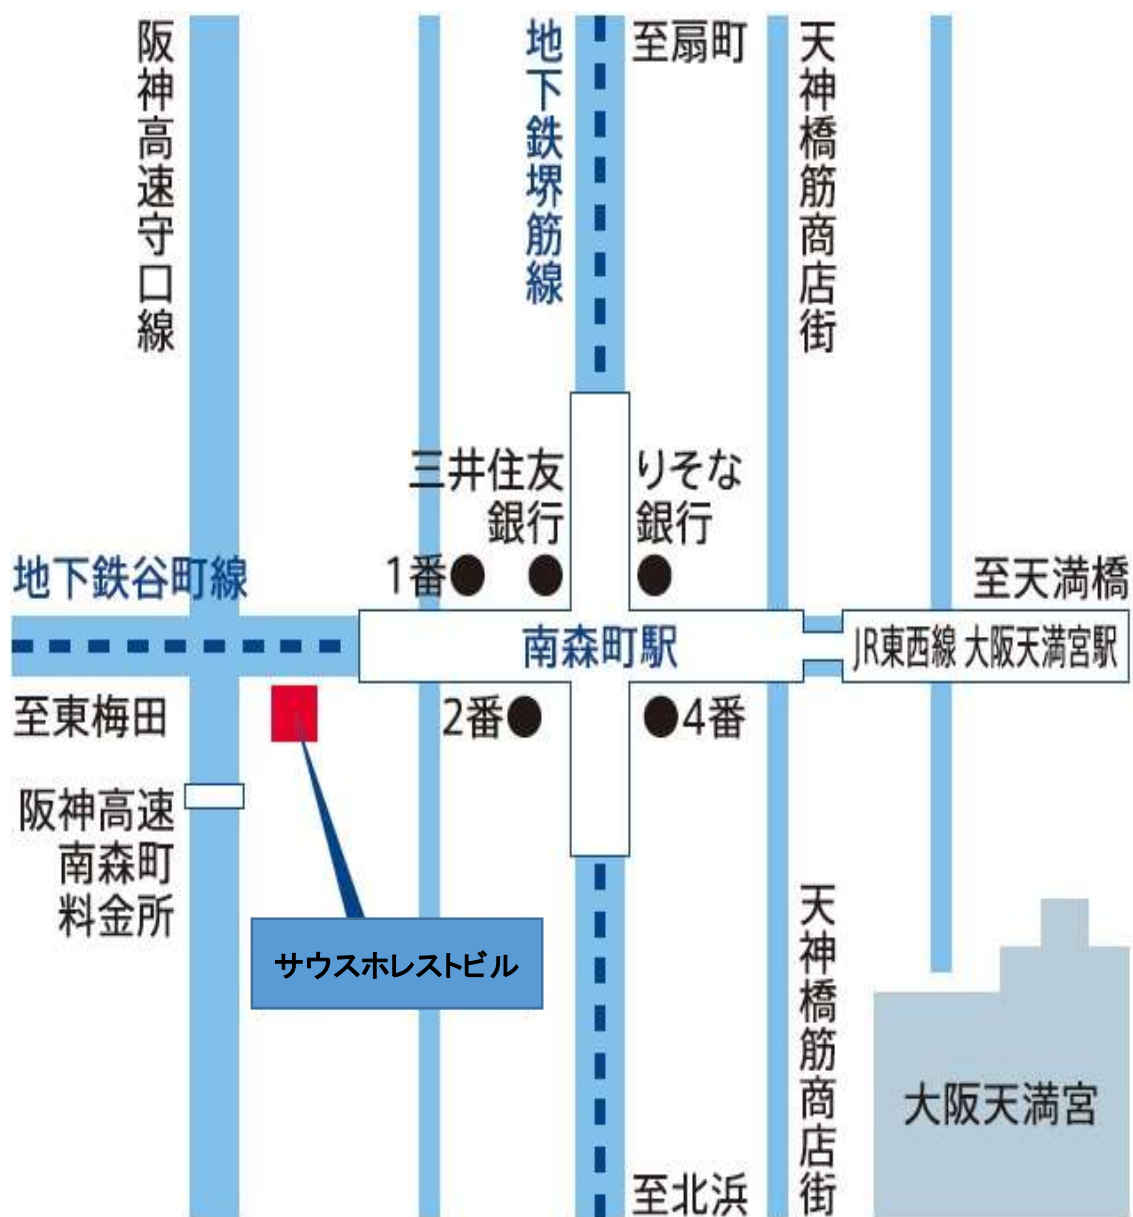 阪神高速守口線
地下鉄堺筋線
至扇町
天神橋筋商店街
三井住友
銀行
りそな
銀行
1番
地下鉄谷町線
至天満橋
南森町駅
JR東西線 大阪天満宮駅
至東梅田
2番
4番
阪神高速
南森町
料金所
サウスホレストビル
天神橋筋商店街
大阪天満宮
至北浜